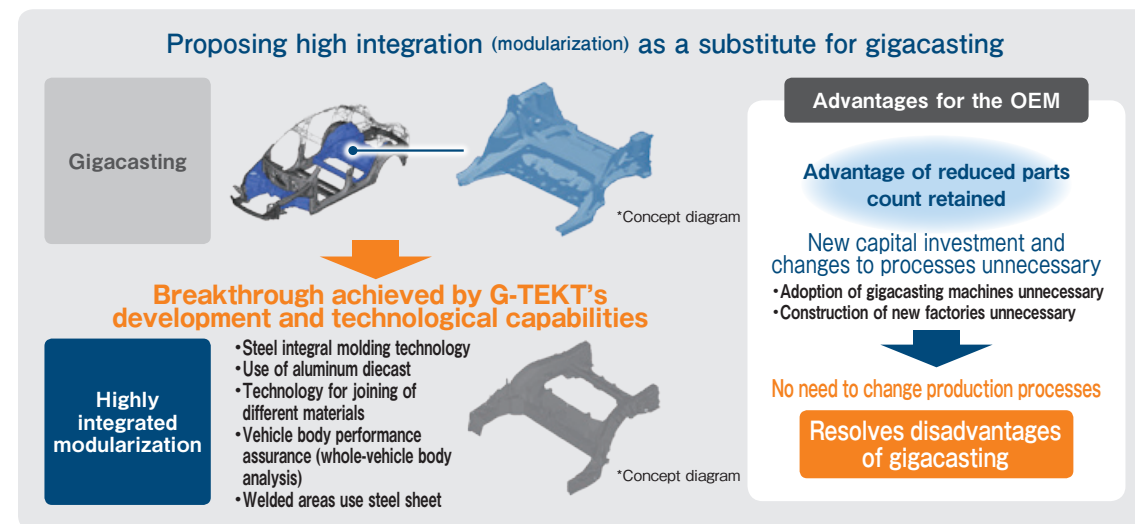 Proposing high integration (modularization) as a substitute for gigacasting
Gigacasting
*Concept diagram
Breakthrough achieved by G-TEKT's
development and technological capabilities
Highly
integrated
modularization
・Steel integral molding technology
・Use of aluminum diecast
・Technology for joining of
different materials
・Vehicle body performance
assurance (whole-vehicle body
analysis)
・Welded areas use steel sheet
*Concept diagram
Advantages for the OEM
Advantage of reduced parts
count retained
New capital investment and
changes to processes unnecessary
・Adoption of gigacasting machines unnecessary
・Construction of new factories unnecessary
No need to change production processes
Resolves disadvantages
of gigacasting